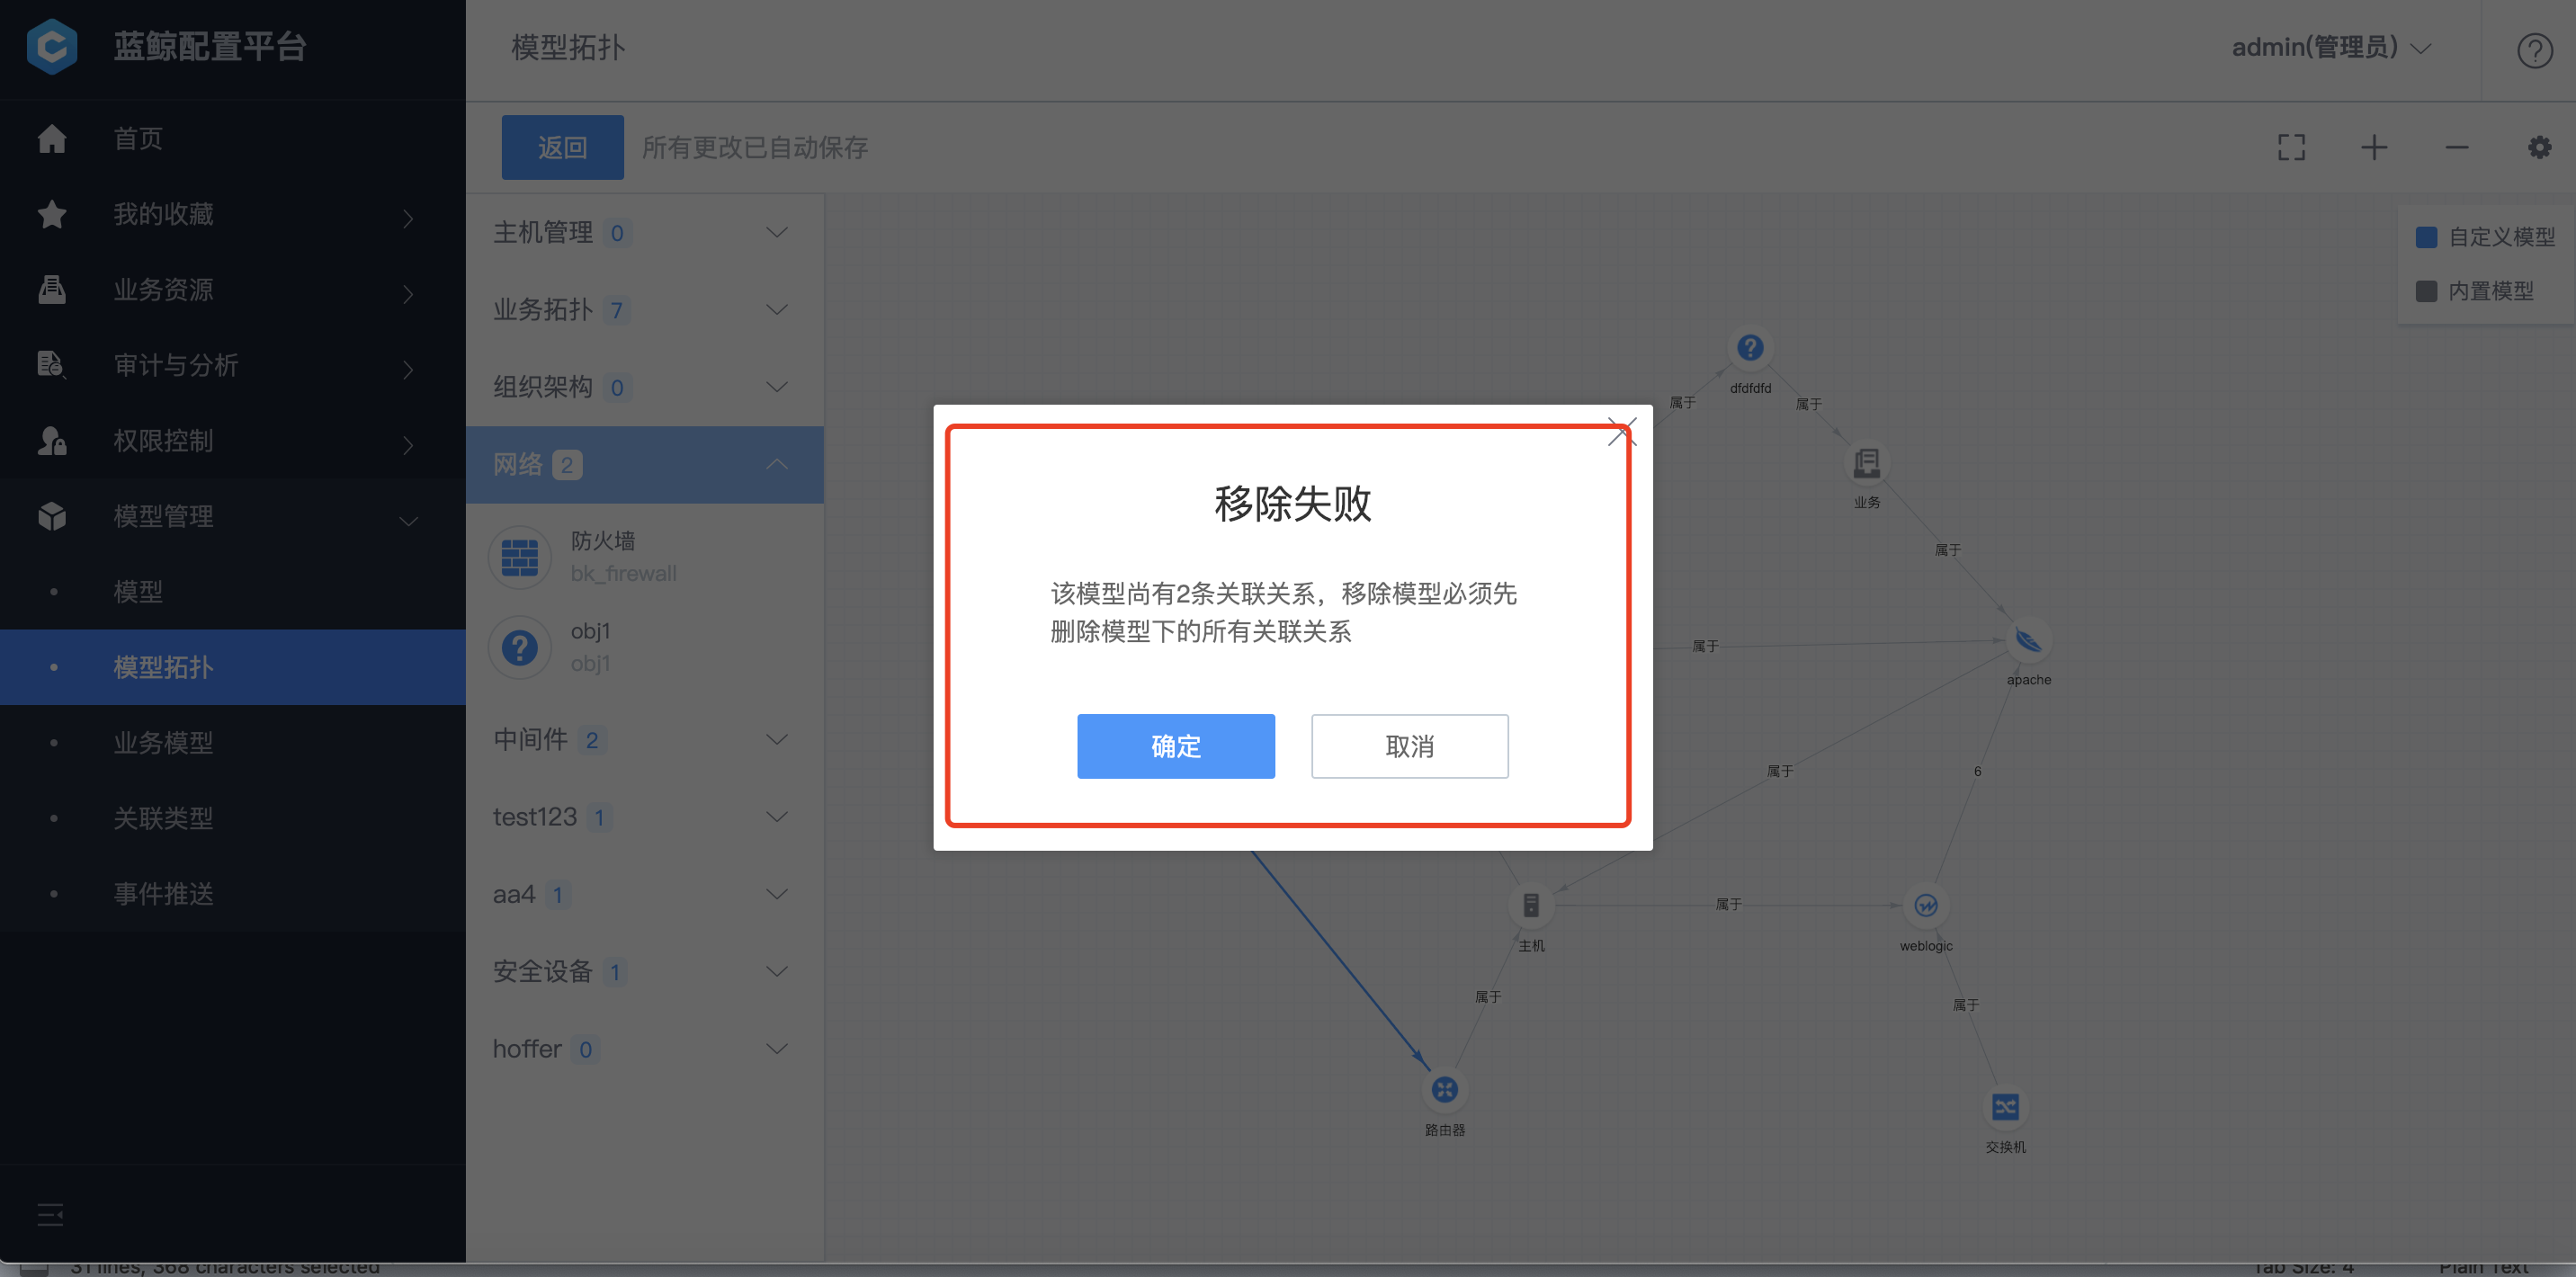 蓝鲸配置平台
模型拓扑
admin(管理员)
首页
我的收藏
业务资源
审计与分析
权限控制
模型管理
模型
模型拓扑
业务模型
关联类型
事件推送
返回
所有更改已自动保存
主机管理 0
业务拓扑 7
组织架构 0
网络 2
防火墙
bk_firewall
obj1
obj1
中间件 2
test123 1
aa4 1
安全设备 1
hoffer 0
自定义模型
内置模型
dfdfdfd
属于
属于
业务
属于
属于
apache
属于
6
主机
属于
weblogic
属于
属于
路由器
交换机
移除失败
该模型尚有2条关联关系，移除模型必须先
删除模型下的所有关联关系
确定
取消
31 lines, 368 characters selected
Tab Size: 4
Plain Text